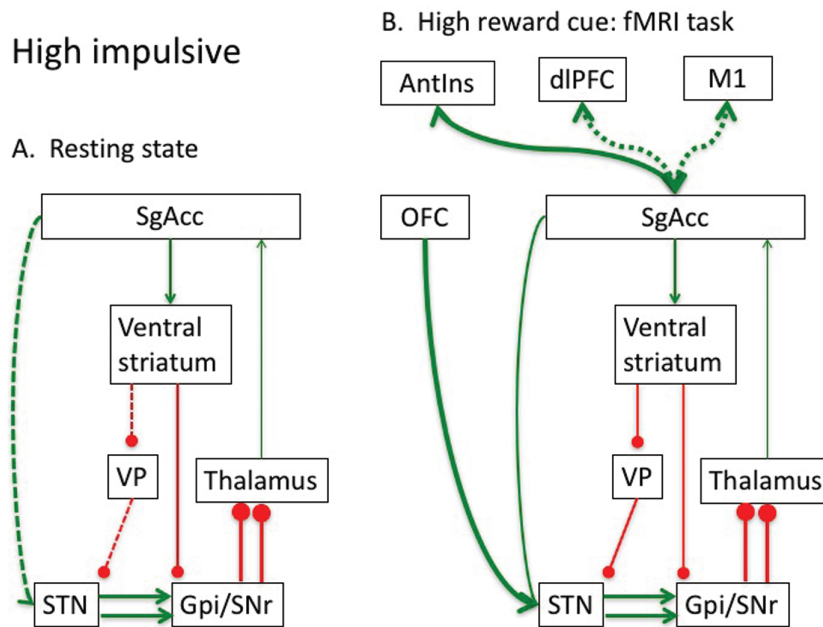 High impulsive
A. Resting state
SgAcc
Ventral
striatum
VP
Thalamus
STN
Gpi/SNr
B. High reward cue: fMRI task
AntIns
dlPFC
M1
OFC
SgAcc
Ventral
striatum
VP
Thalamus
STN
Gpi/SNr